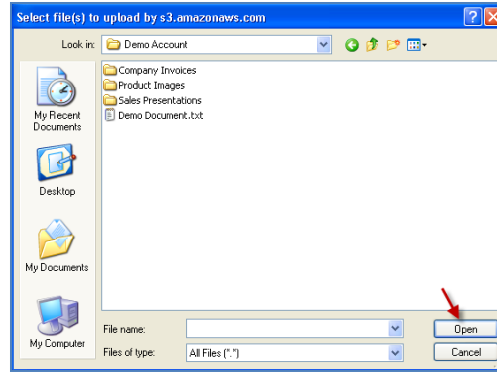 Select file(s) to upload by s3.amazonaws.com
Look in: Demo Account
Company Invoices
Product Images
Sales Presentations
Demo Document.txt
My Recent
Documents
Desktop
My Documents
My Computer
File name: Open
Files of type: All Files (*.*) Cancel